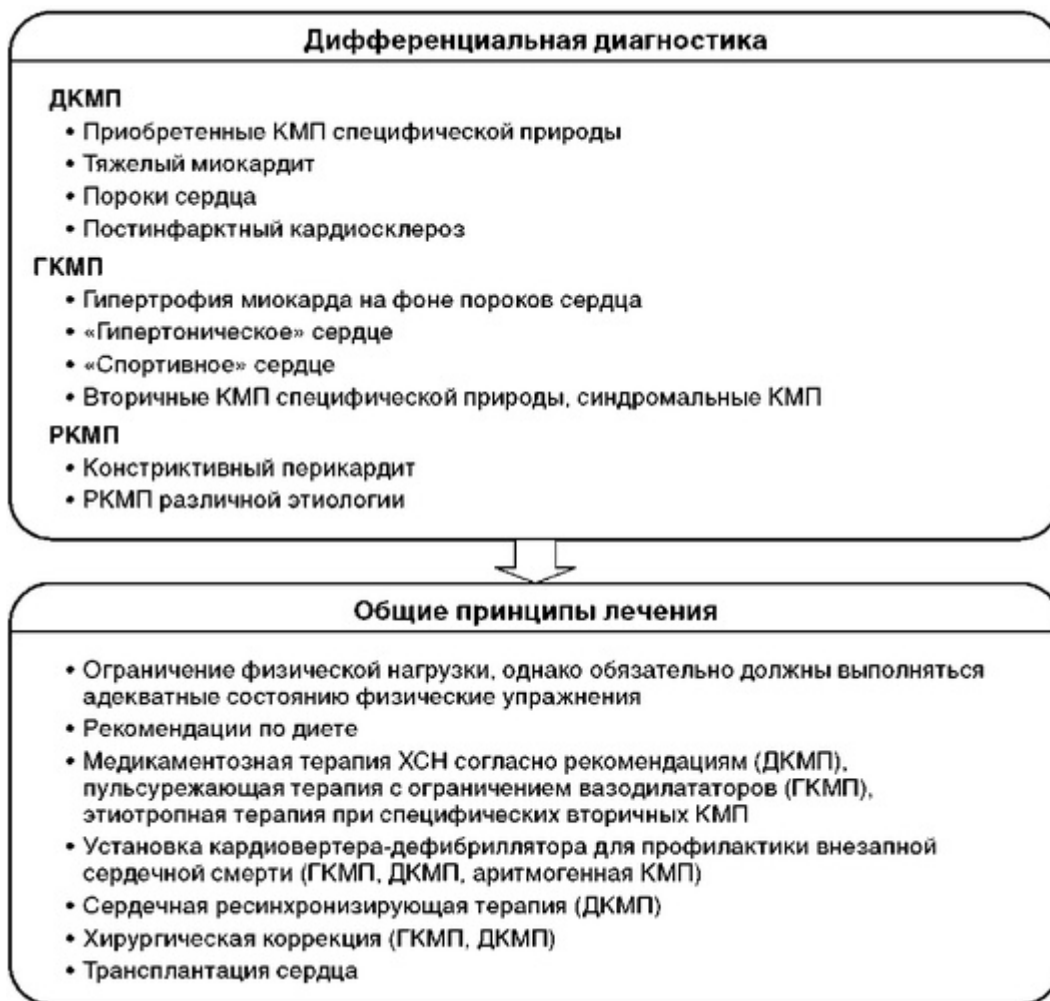 Дифференциальная диагностика
ДКМП
• Приобретенные КМП специфической природы
• Тяжелый миокардит
• Пороки сердца
• Постинфарктный кардиосклероз
ГКМП
• Гипертрофия миокарда на фоне пороков сердца
• «Гипертоническое» сердце
• «Спортивное» сердце
• Вторичные КМП специфической природы, синдромальные КМП
РКМП
• Констриктивный перикардит
• РКМП различной этиологии
Общие принципы лечения
• Ограничение физической нагрузки, однако обязательно должны выполняться
адекватные состоянию физические упражнения
• Рекомендации по диете
• Медикаментозная терапия ХСН согласно рекомендациям (ДКМП),
пульсурежающая терапия с ограничением вазодилататоров (ГКМП),
этиотропная терапия при специфических вторичных КМП
• Установка кардиовертера-дефибриллятора для профилактики внезапной
сердечной смерти (ГКМП, ДКМП, аритмогенная КМП)
• Сердечная ресинхронизирующая терапия (ДКМП)
• Хирургическая коррекция (ГКМП, ДКМП)
• Трансплантация сердца